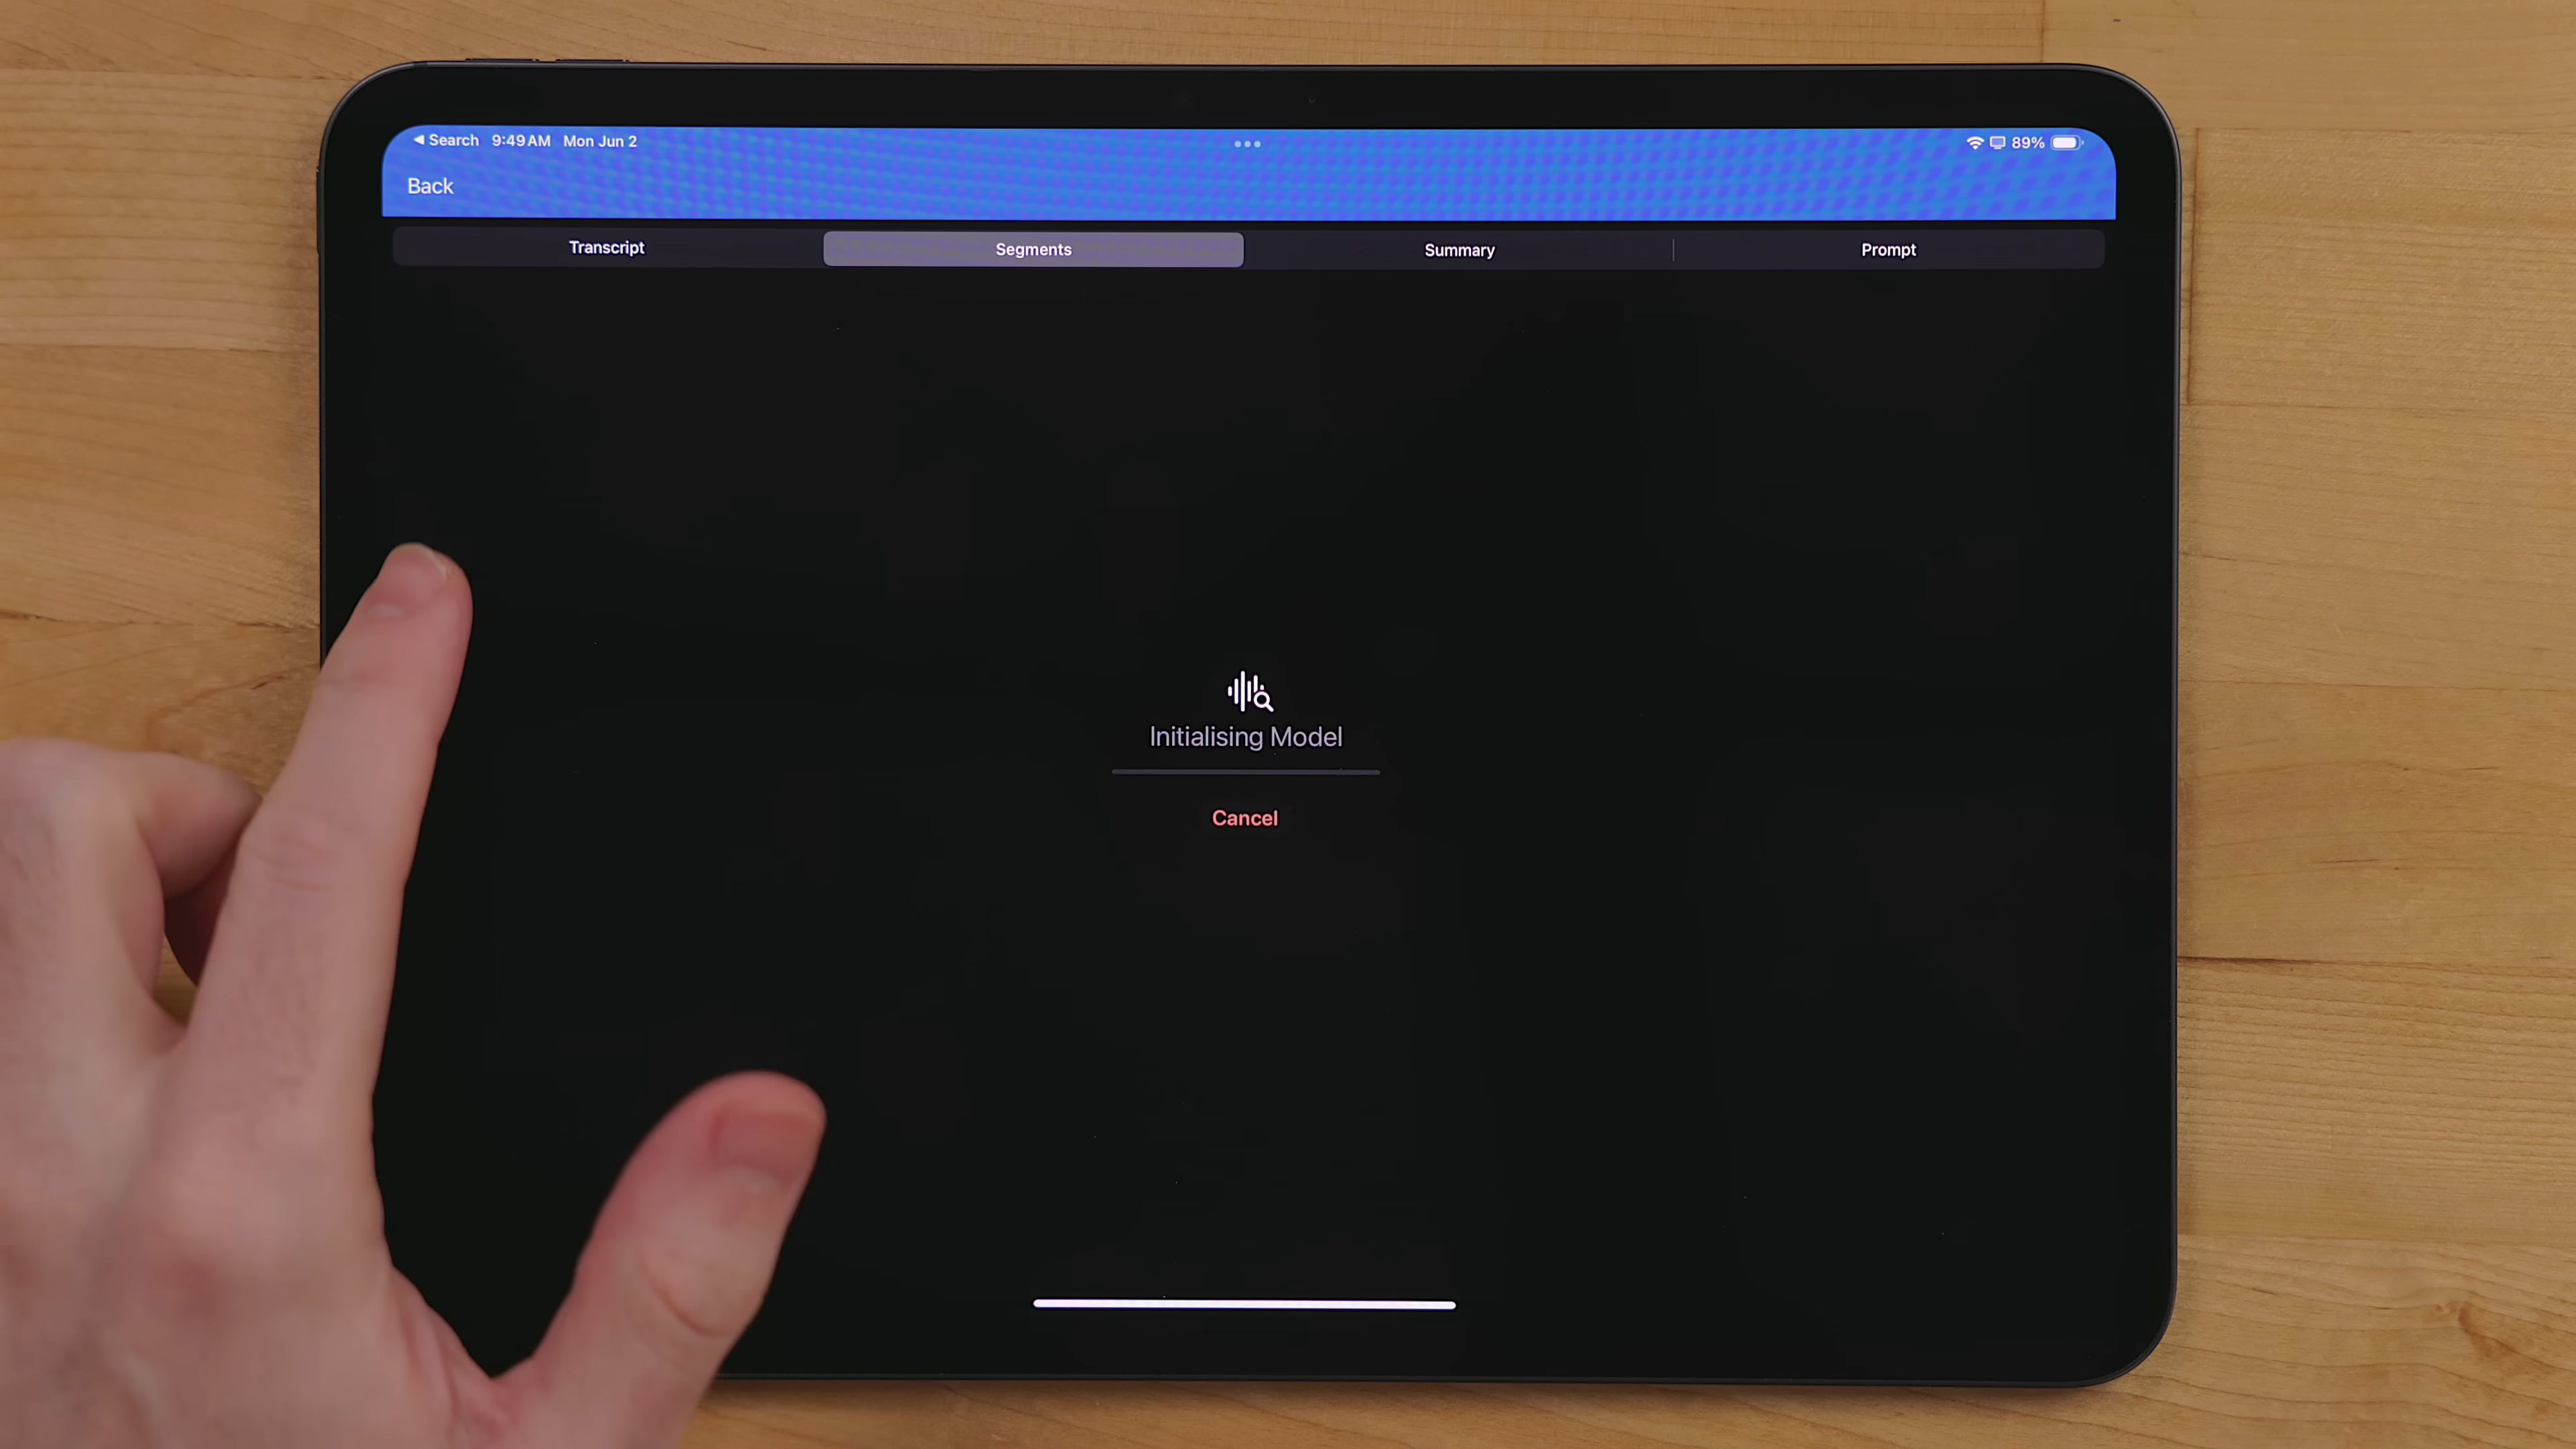 Search 9:49 AM Mon Jun 2 89%
Back
Transcript Segments Summary Prompt
Initialising Model
Cancel